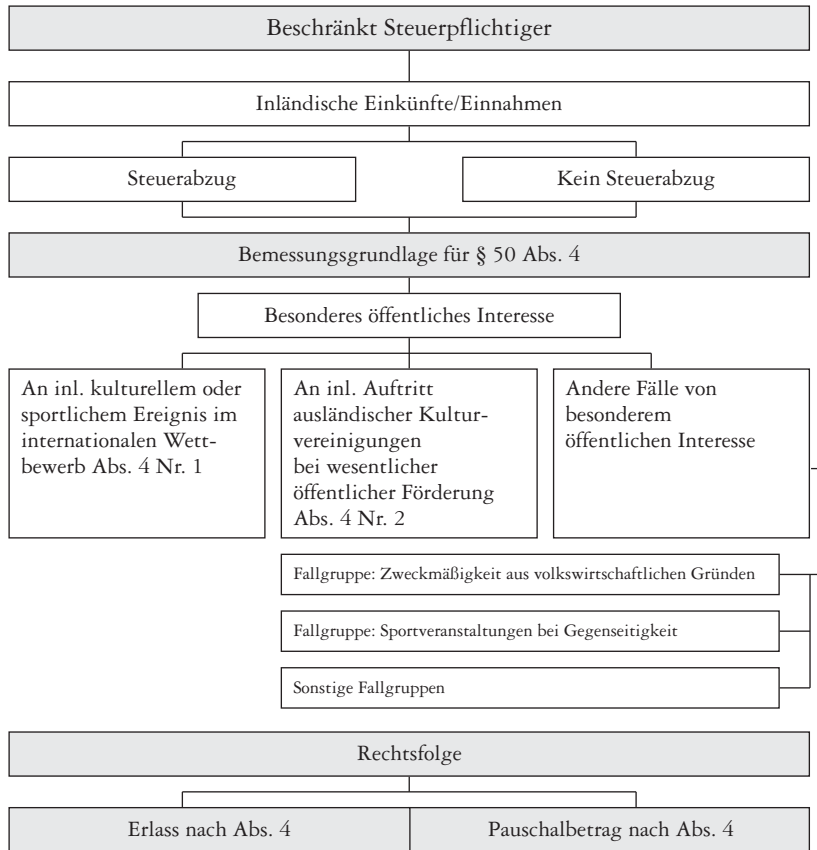 Beschränkt Steuerpflichtiger
Inländische Einkünfte/Einnahmen
Steuerabzug
Kein Steuerabzug
Bemessungsgrundlage für § 50 Abs. 4
Besonderes öffentliches Interesse
An inl. kulturellem oder
sportlichem Ereignis im
internationalen Wett-
bewerb Abs. 4 Nr. 1
An inl. Auftritt
ausländischer Kultur-
vereinigungen
bei wesentlicher
öffentlicher Förderung
Abs. 4 Nr. 2
Andere Fälle von
besonderem
öffentlichen Interesse
Fallgruppe: Zweckmäßigkeit aus volkswirtschaftlichen Gründen
Fallgruppe: Sportveranstaltungen bei Gegenseitigkeit
Sonstige Fallgruppen
Rechtsfolge
Erlass nach Abs. 4
Pauschalbetrag nach Abs. 4